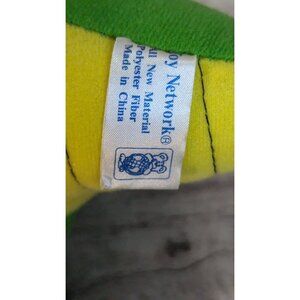 oy Network®
ll New Material
Polyester Fiber
Made in China